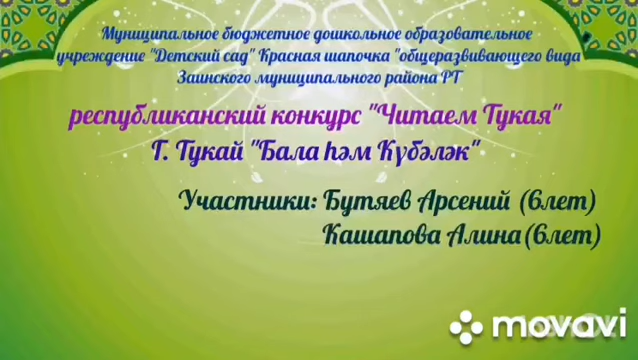 Муниципальное бюджетное дошкольное образовательное
учреждение "Детский сад" Красная шапочка "общеразвивающего вида
Заинского муниципального района РТ
республиканский конкурс "Читаем Тукая"
Г. Тукай "Бала һәм Күбәләк"
Участники: Бутяев Арсений (6лет)
Кашапова Алина(6лет)
movavi